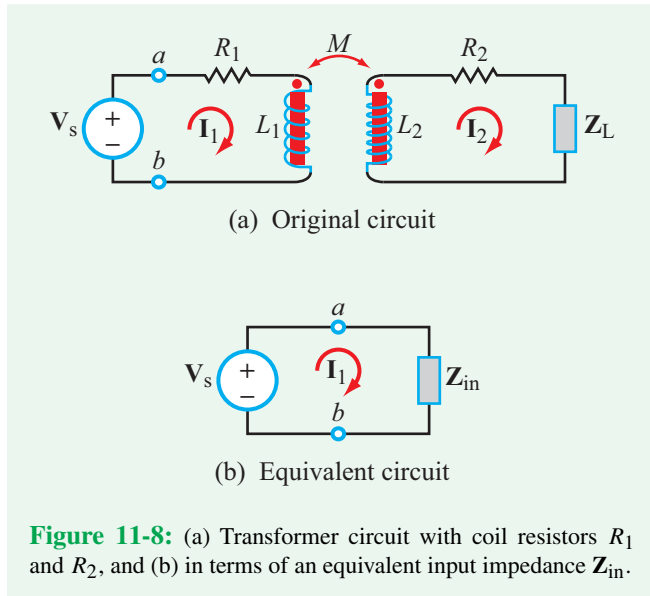 a R₁ M R₂
Vₛ + − I₁ L₁ L₂ I₂ Z_L
b
(a) Original circuit
a
Vₛ + − I₁ Zᵢₙ
b
(b) Equivalent circuit
Figure 11-8: (a) Transformer circuit with coil resistors R₁
and R₂, and (b) in terms of an equivalent input impedance Zᵢₙ.